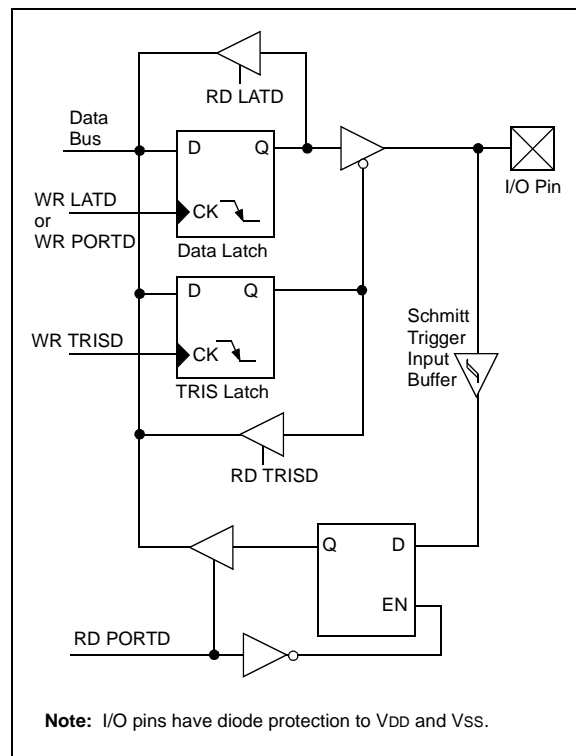 RD LATD
Data
Bus
D Q
I/O Pin
WR LATD
or
WR PORTD
CK
Data Latch
D Q
Schmitt
Trigger
Input
Buffer
WR TRISD
CK
TRIS Latch
RD TRISD
Q D
EN
RD PORTD
Note: I/O pins have diode protection to VDD and VSS.